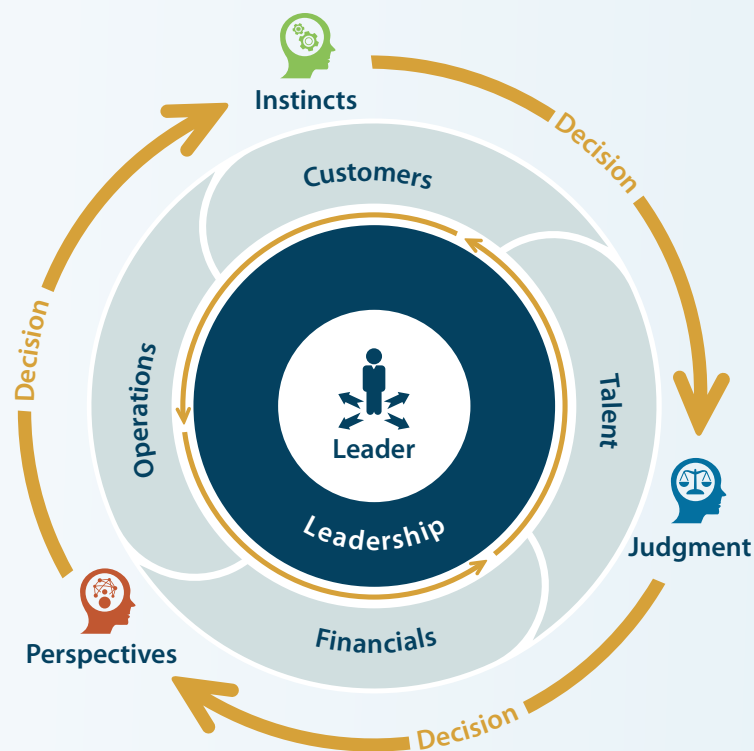 Instincts
Decision
Customers
Decision
Operations
Talent
Leader
Leadership
Judgment
Perspectives
Financials
Decision